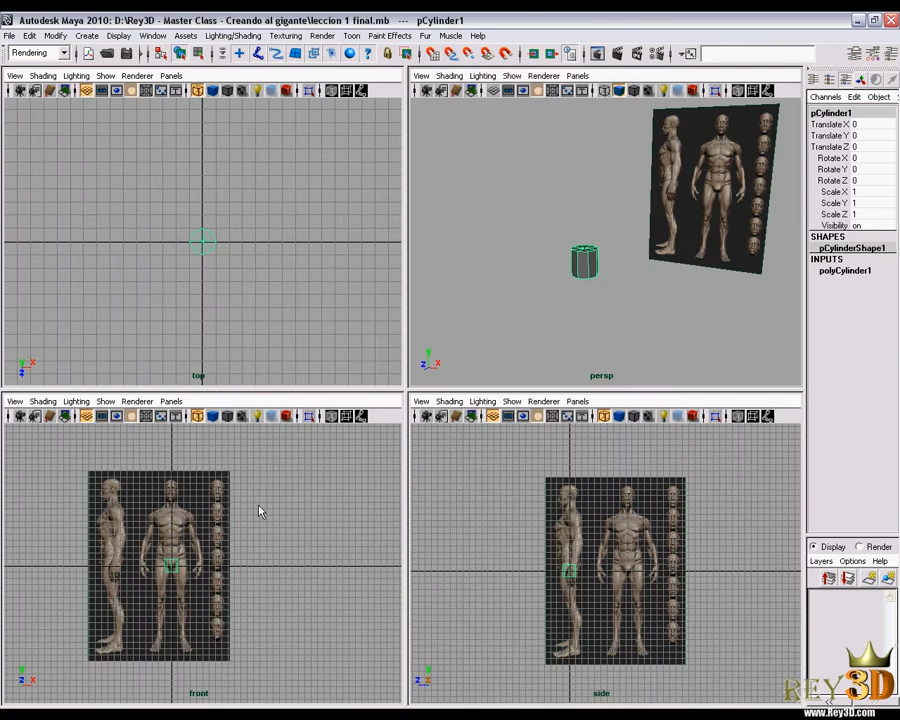 Autodesk Maya 2010: D:\Rey3D - Master Class - Creando al gigante\leccion 1 final.mb --- pCylinder1
File Edit Modify Create Display Window Assets Lighting/Shading Texturing Render Toon Paint Effects Fur Muscle Help
Rendering
View Shading Lighting Show Renderer Panels
View Shading Lighting Show Renderer Panels
Channels Edit Object
pCylinder1
Translate X 0
Translate Y 0
Translate Z 0
Rotate X 0
Rotate Y 0
Rotate Z 0
Scale X 1
Scale Y 1
Scale Z 1
Visibility on
SHAPES
pCylinderShape1
INPUTS
polyCylinder1
top
persp
View Shading Lighting Show Renderer Panels
View Shading Lighting Show Renderer Panels
Display Render
Layers Options Help
front
side
REY3D
www.Rey3D.com